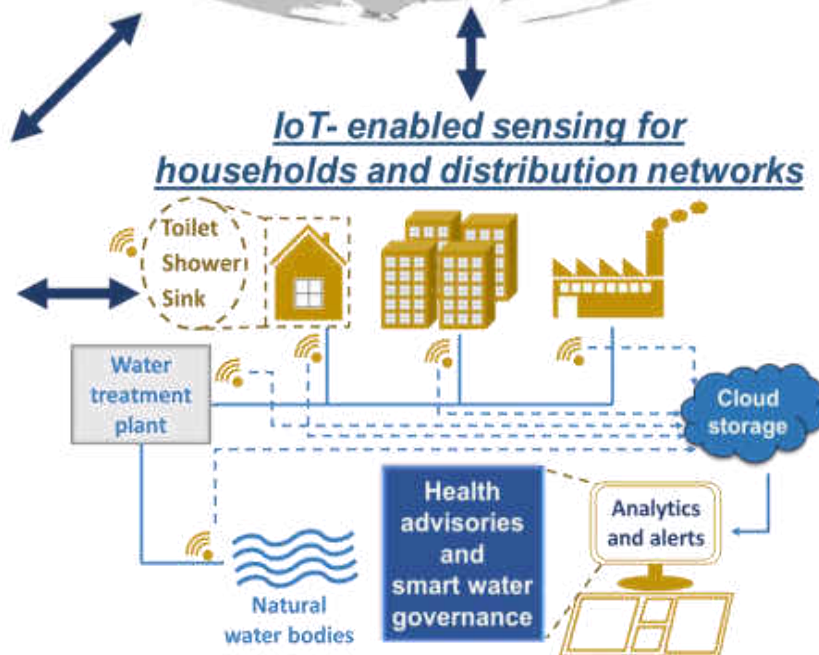 IoT- enabled sensing for
households and distribution networks
Toilet
Shower
Sink
Water
treatment
plant
Cloud
storage
Health
advisories
and
smart water
governance
Analytics
and alerts
Natural
water bodies